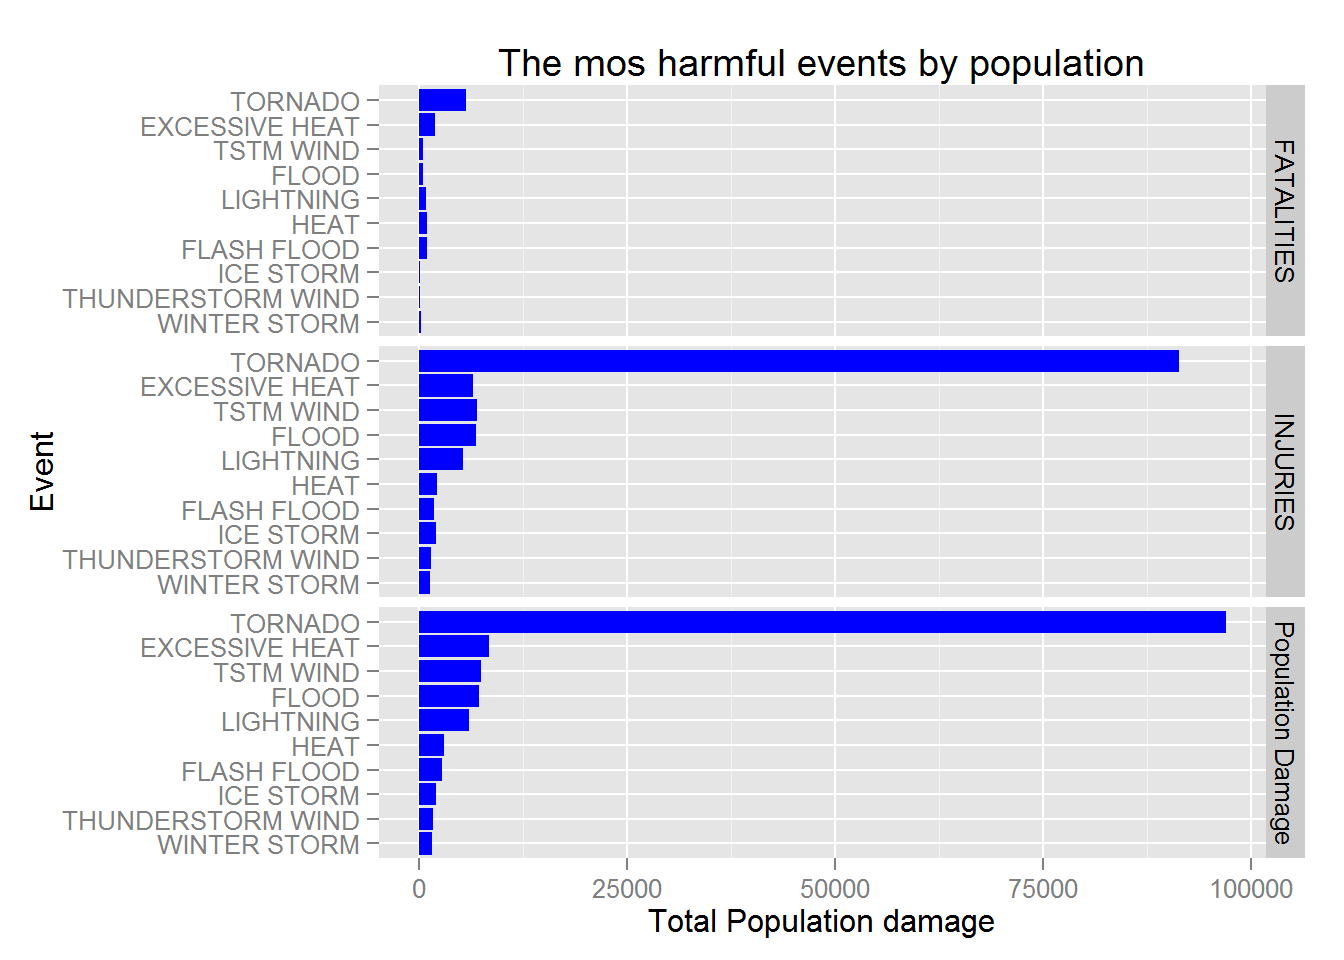 The mos harmful events by population
TORNADO
EXCESSIVE HEAT
TSTM WIND
FLOOD
LIGHTNING
HEAT
FLASH FLOOD
ICE STORM
THUNDERSTORM WIND
WINTER STORM
FATALITIES
TORNADO
EXCESSIVE HEAT
TSTM WIND
FLOOD
LIGHTNING
HEAT
FLASH FLOOD
ICE STORM
THUNDERSTORM WIND
WINTER STORM
INJURIES
Event
TORNADO
EXCESSIVE HEAT
TSTM WIND
FLOOD
LIGHTNING
HEAT
FLASH FLOOD
ICE STORM
THUNDERSTORM WIND
WINTER STORM
Population Damage
0 25000 50000 75000 100000
Total Population damage